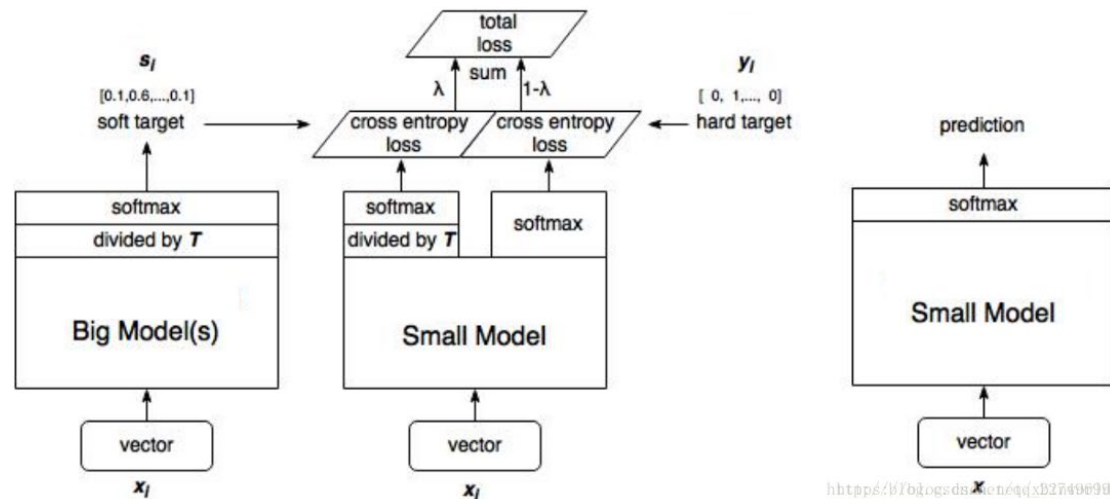 total
loss
sum
λ
1-λ
s_i
[0.1,0.6,...,0.1]
soft target
cross entropy
loss
cross entropy
loss
y_i
[ 0, 1,..., 0]
hard target
softmax
divided by T
Big Model(s)
vector
x_i
softmax
divided by T
softmax
Small Model
vector
x_i
prediction
softmax
Small Model
vector
x